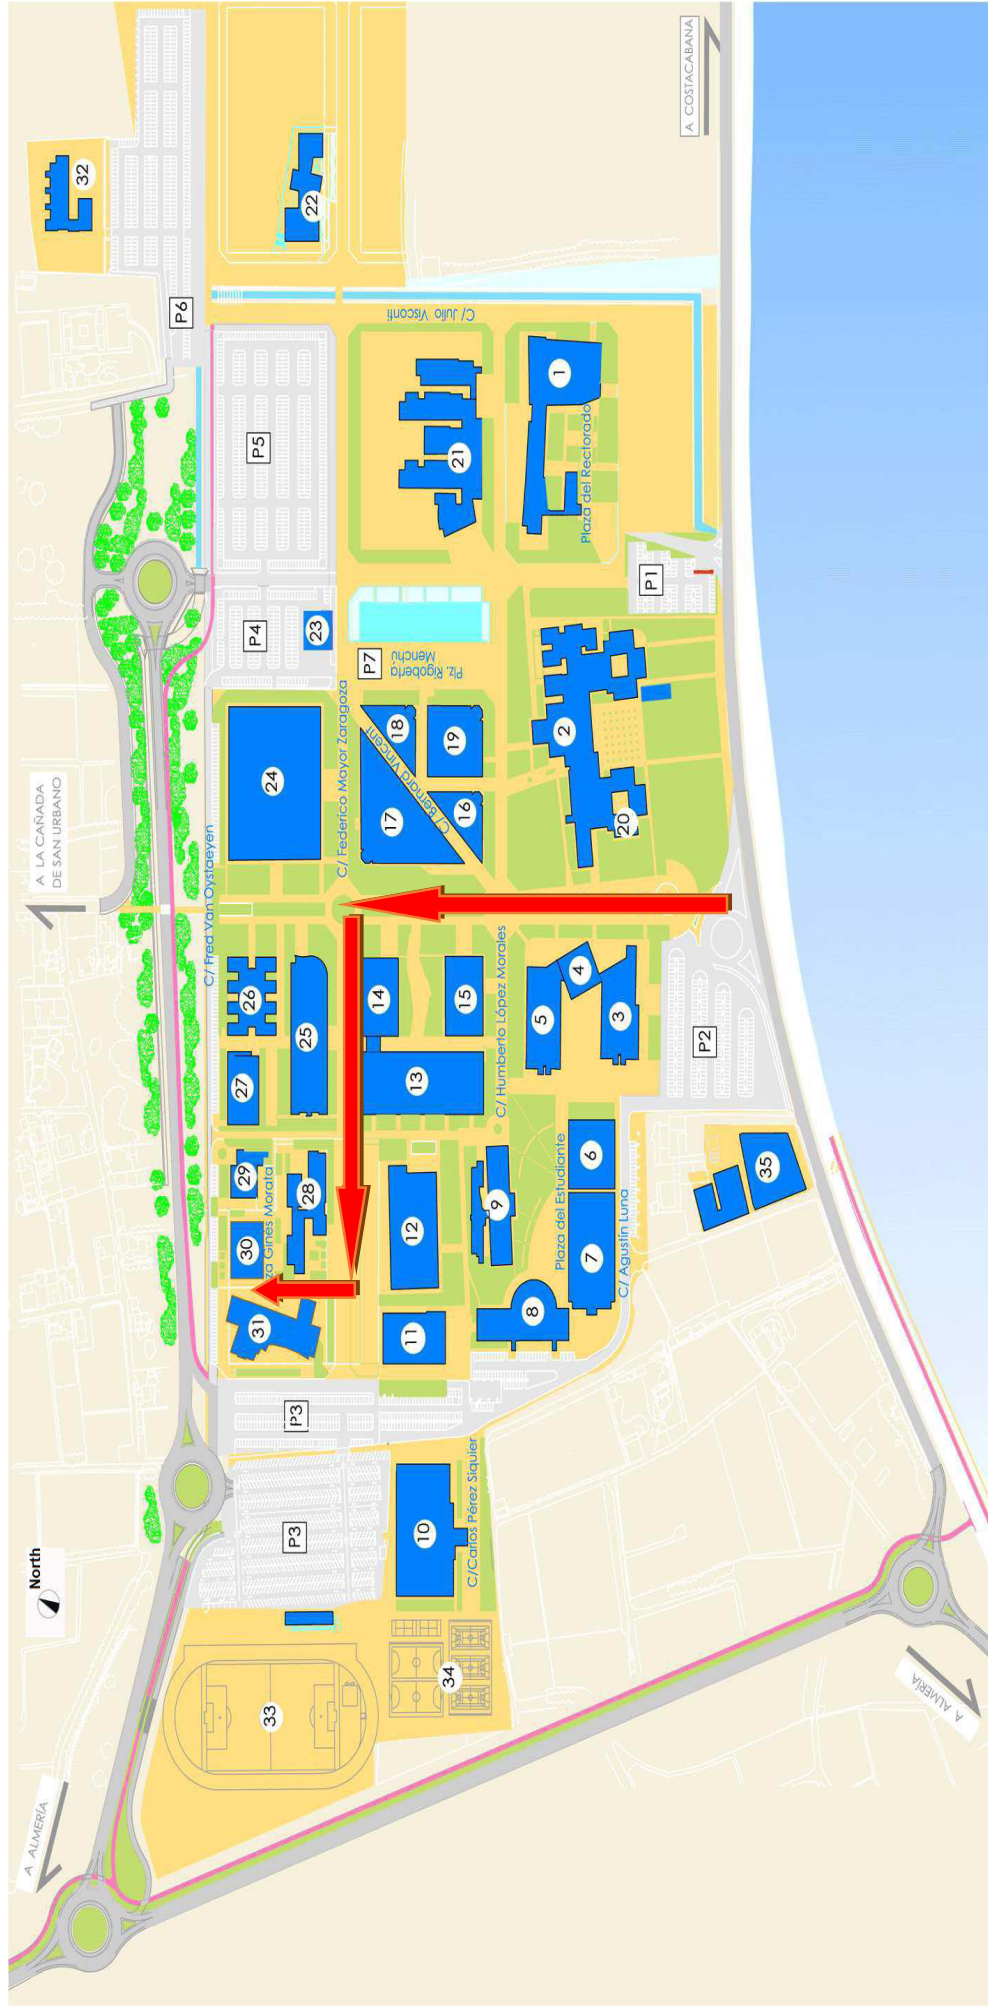 A COSTACABANA
32
22
P6
C/ Julio Visconti
1
P5
21
Plaza del Rectorado
P1
P4
23
P7
Plz. Rigoberta
Menchú
A LA CAÑADA
DE SAN URBANO
C/ Federico Mayor Zaragoza
24
18
19
C/Bernard Vincent
17
16
2
20
C/ Fred Van Oystaeyen
26
25
14
15
C/ Humberto López Morales
5
4
3
P2
27
13
29
28
30
za Ginés Morata
12
9
Plaza del Estudiante
6
7
C/ Agustín Luna
35
31
11
8
P3
P3
10
C/Carlos Pérez Siquier
North
33
34
A ALMERÍA
A ALMERÍA